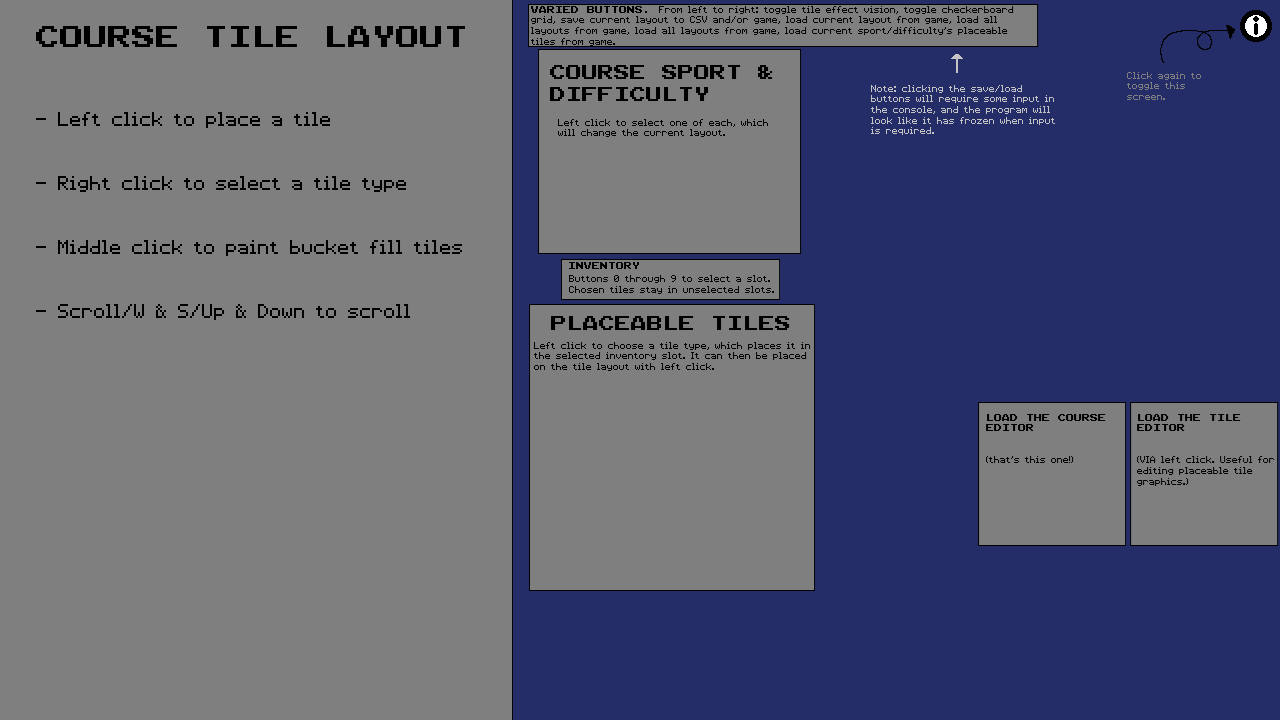 COURSE TILE LAYOUT
- Left click to place a tile
- Right click to select a tile type
- Middle click to paint bucket fill tiles
- Scroll/W & S/Up & Down to scroll
VARIED BUTTONS. From left to right: toggle tile effect vision, toggle checkerboard
grid, save current layout to CSV and/or game, load current layout from game, load all
layouts from game, load all layouts from game, load current sport/difficulty's placeable
tiles from game.
COURSE SPORT &
DIFFICULTY
Left click to select one of each, which
will change the current layout.
Note: clicking the save/load
buttons will require some input in
the console, and the program will
look like it has frozen when input
is required.
Click again to
toggle this
screen.
INVENTORY
Buttons 0 through 9 to select a slot.
Chosen tiles stay in unselected slots.
PLACEABLE TILES
Left click to choose a tile type, which places it in
the selected inventory slot. It can then be placed
on the tile layout with left click.
LOAD THE COURSE
EDITOR
(that's this one!)
LOAD THE TILE
EDITOR
(VIA left click. Useful for
editing placeable tile
graphics.)